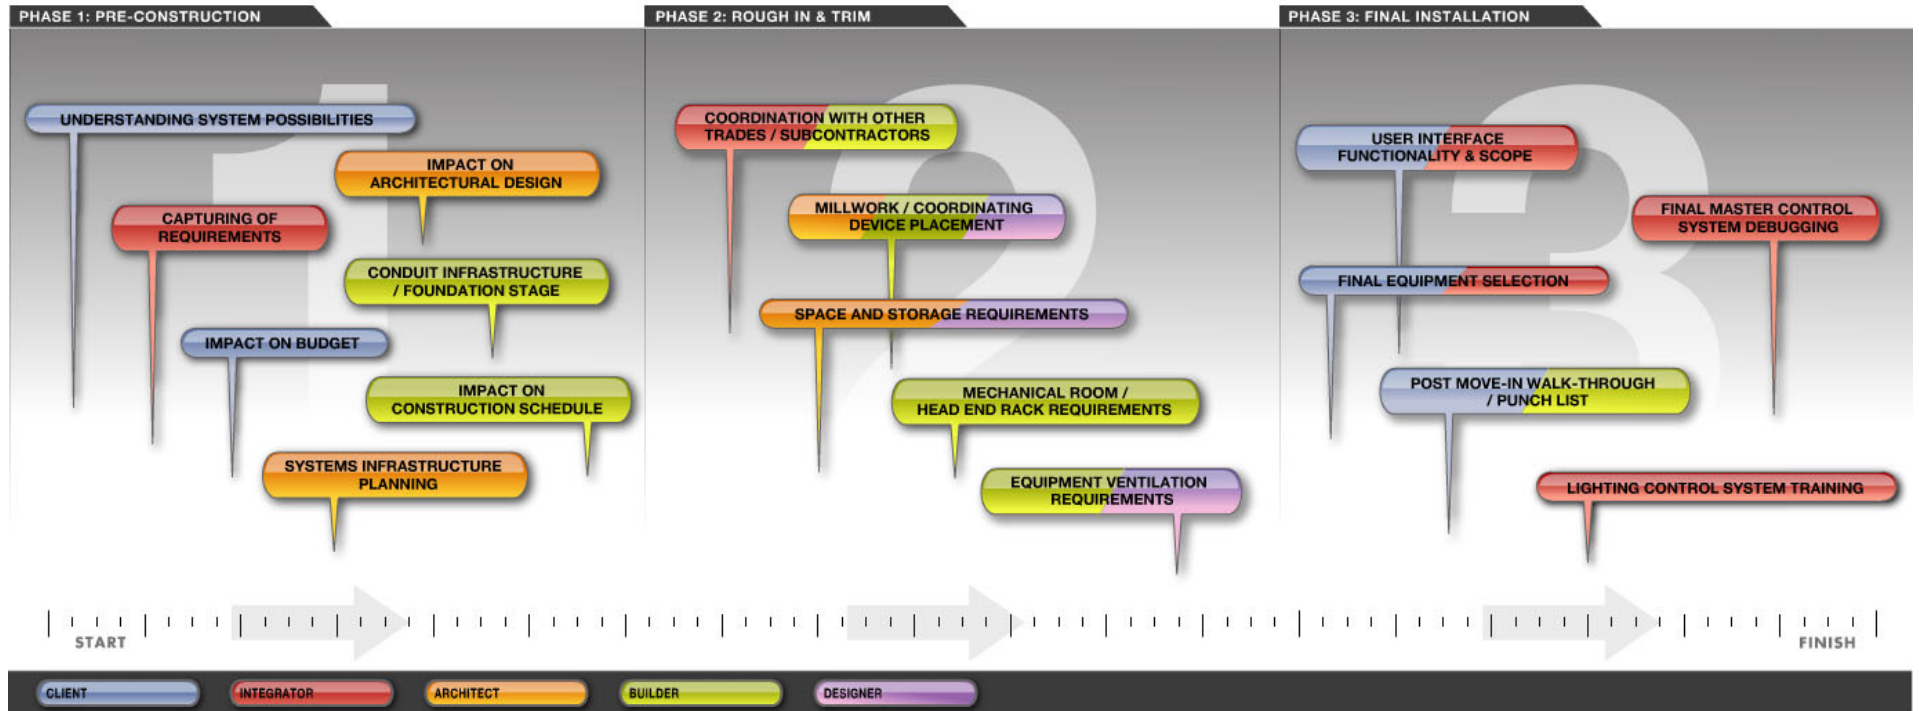 PHASE 1: PRE-CONSTRUCTION
PHASE 2: ROUGH IN & TRIM
PHASE 3: FINAL INSTALLATION
1
UNDERSTANDING SYSTEM POSSIBILITIES
IMPACT ON
ARCHITECTURAL DESIGN
CAPTURING OF
REQUIREMENTS
CONDUIT INFRASTRUCTURE
/ FOUNDATION STAGE
IMPACT ON BUDGET
IMPACT ON
CONSTRUCTION SCHEDULE
SYSTEMS INFRASTRUCTURE
PLANNING
2
COORDINATION WITH OTHER
TRADES / SUBCONTRACTORS
MILLWORK / COORDINATING
DEVICE PLACEMENT
SPACE AND STORAGE REQUIREMENTS
MECHANICAL ROOM /
HEAD END RACK REQUIREMENTS
EQUIPMENT VENTILATION
REQUIREMENTS
3
USER INTERFACE
FUNCTIONALITY & SCOPE
FINAL MASTER CONTROL
SYSTEM DEBUGGING
FINAL EQUIPMENT SELECTION
POST MOVE-IN WALK-THROUGH
/ PUNCH LIST
LIGHTING CONTROL SYSTEM TRAINING
START
FINISH
CLIENT
INTEGRATOR
ARCHITECT
BUILDER
DESIGNER